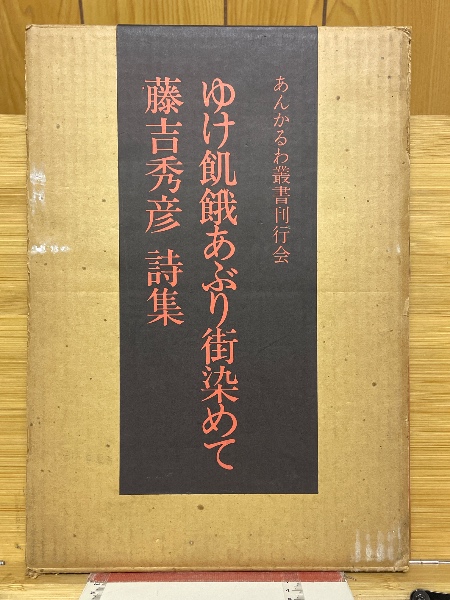 あんかるわ叢書刊行会
ゆけ飢餓あぶり街染めて
藤吉秀彦 詩集